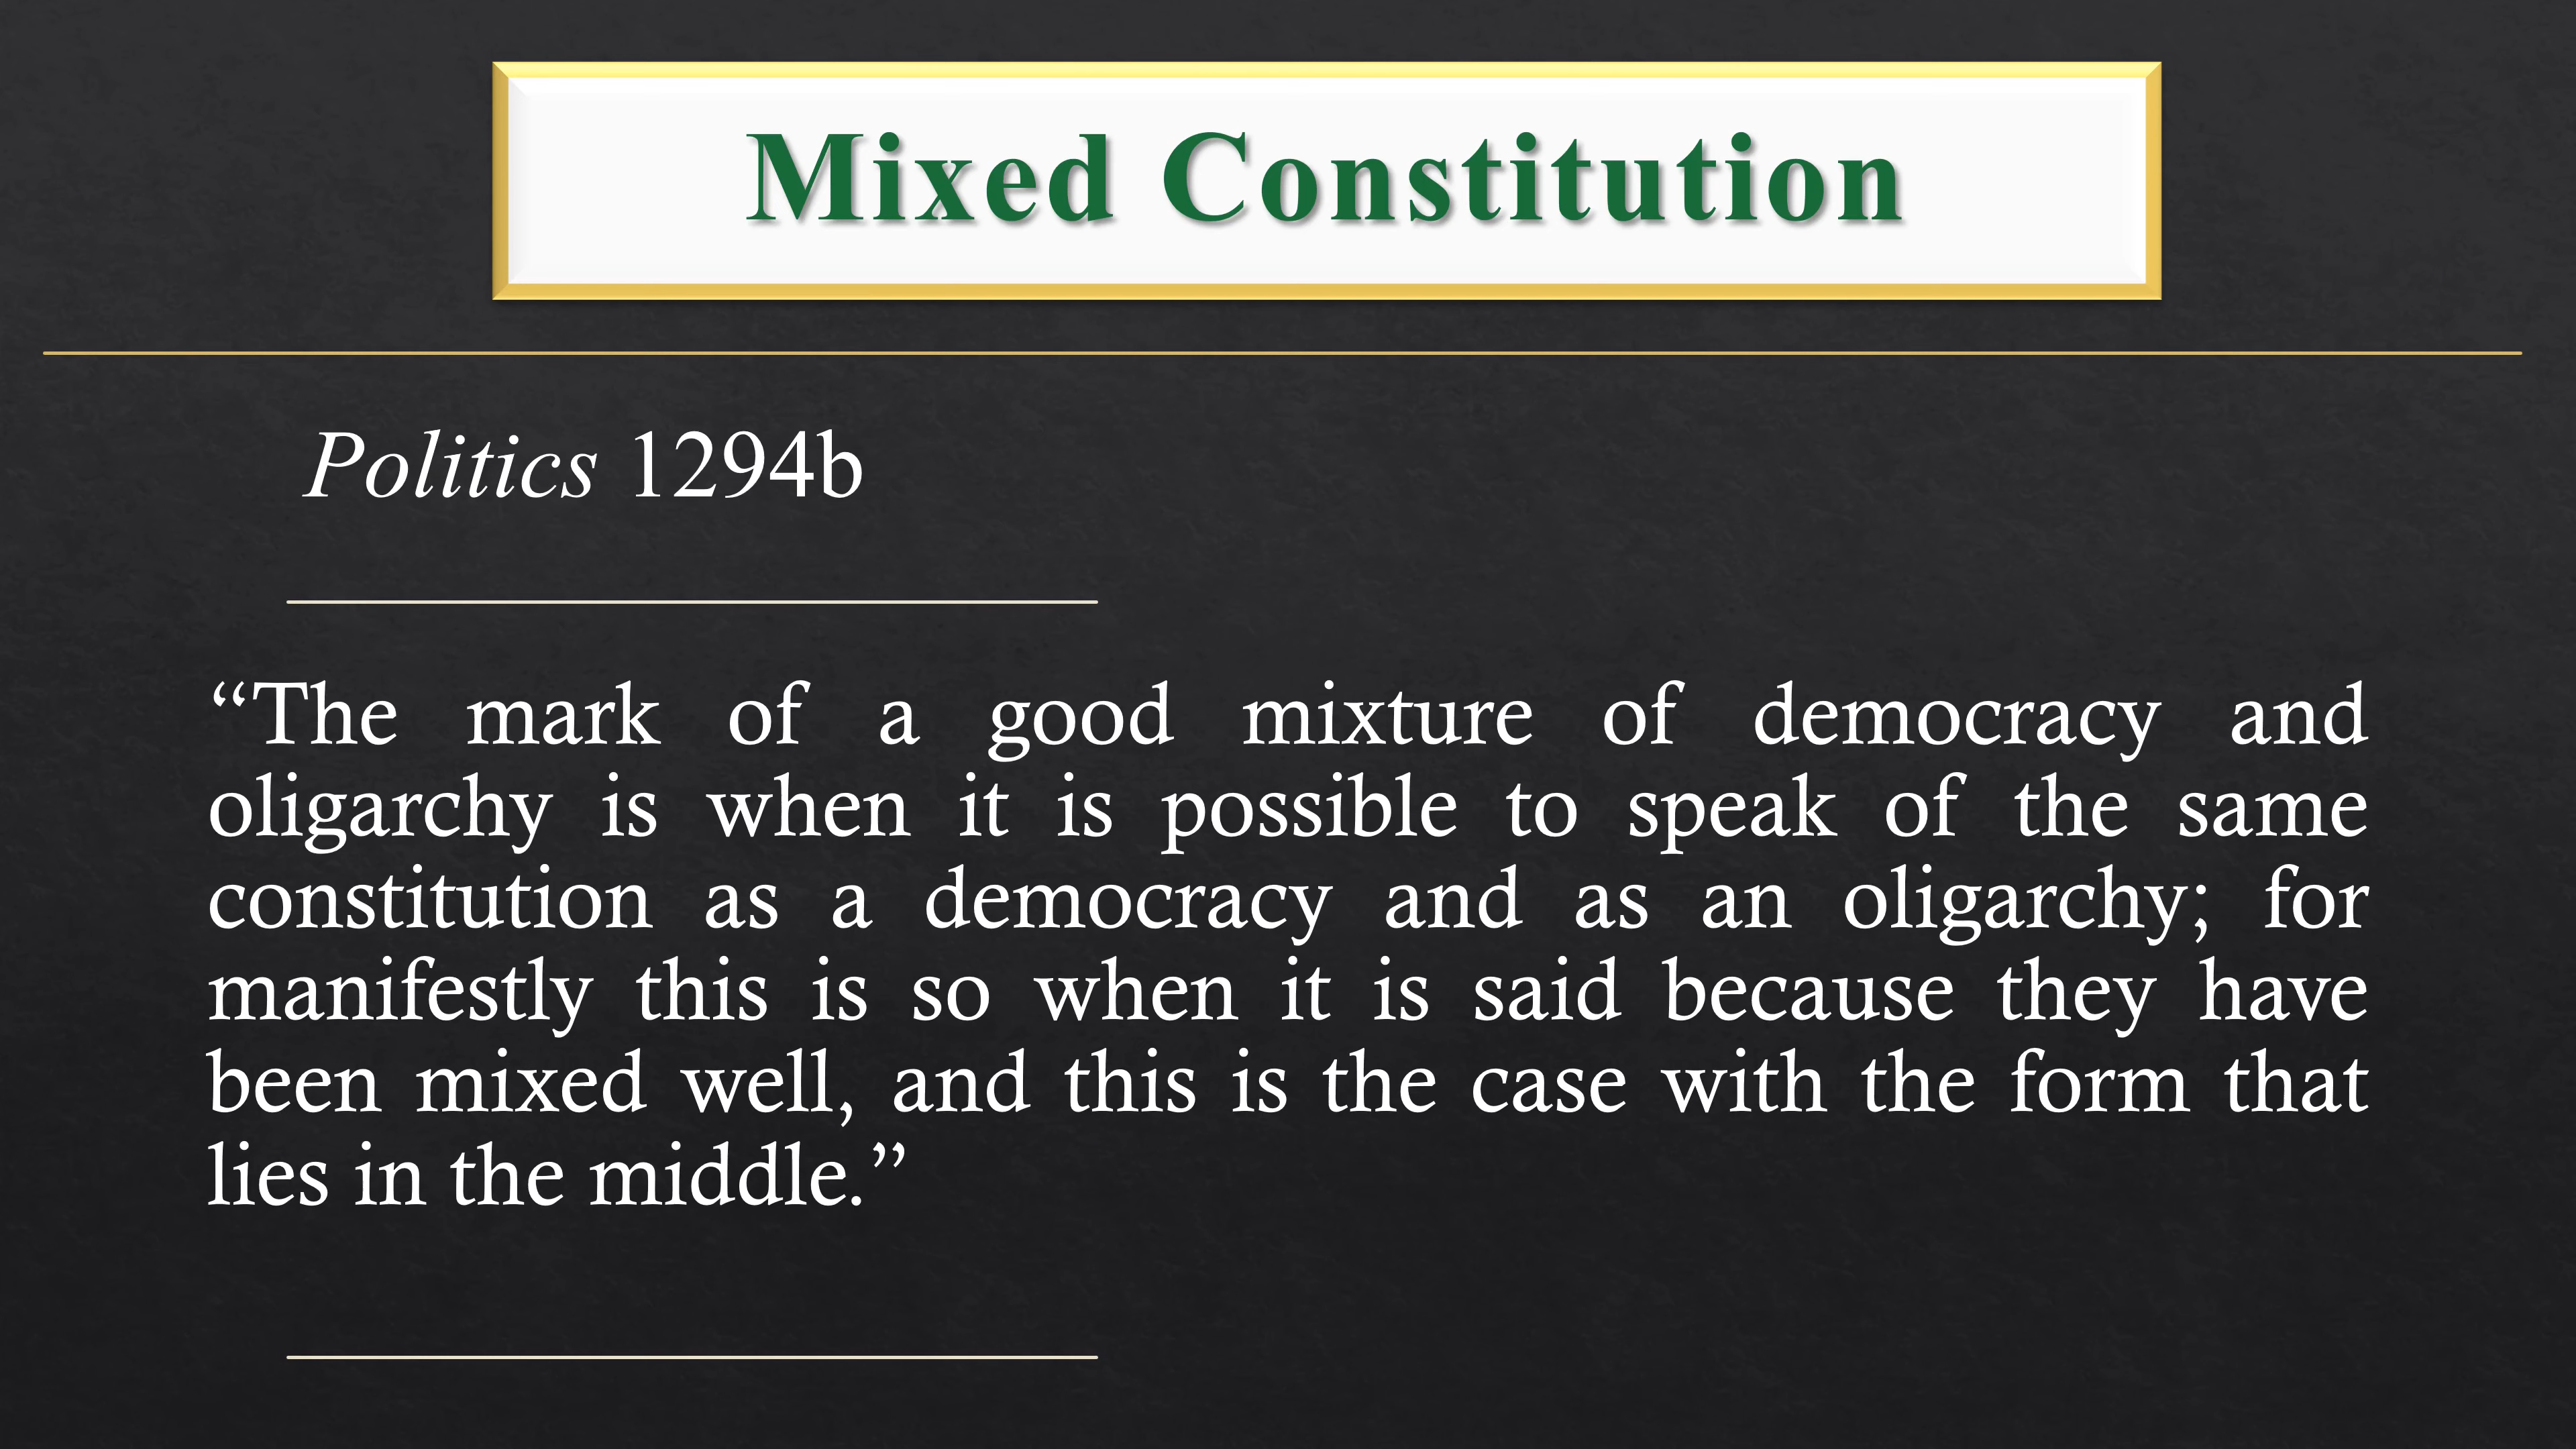 Mixed Constitution
Politics 1294b
“The mark of a good mixture of democracy and
oligarchy is when it is possible to speak of the same
constitution as a democracy and as an oligarchy; for
manifestly this is so when it is said because they have
been mixed well, and this is the case with the form that
lies in the middle.”